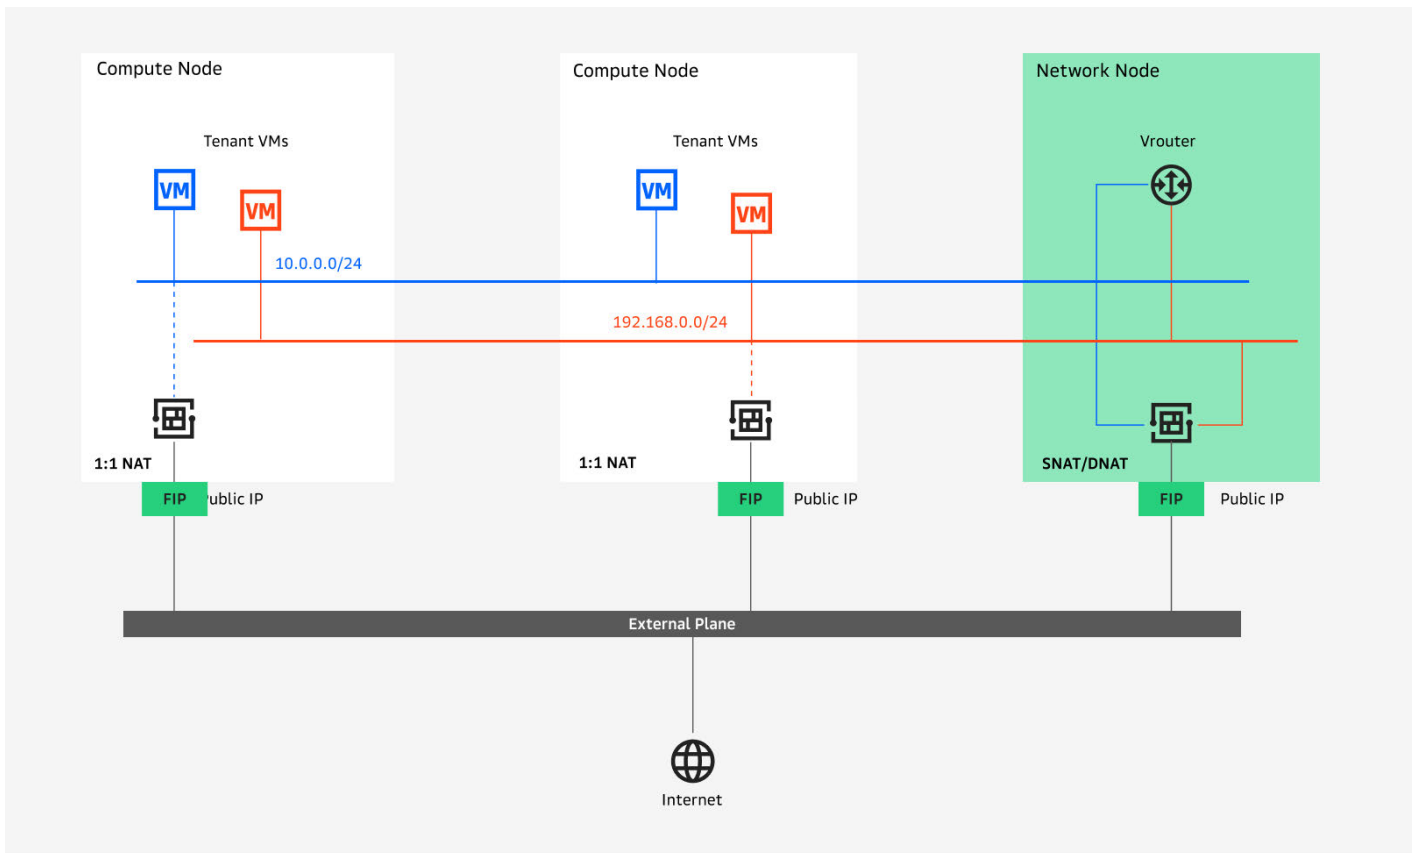 Compute Node
Tenant VMs
VM
VM
10.0.0.0/24
1:1 NAT
FIP
ublic IP
Compute Node
Tenant VMs
VM
VM
192.168.0.0/24
1:1 NAT
FIP
Public IP
Network Node
Vrouter
SNAT/DNAT
FIP
Public IP
External Plane
Internet